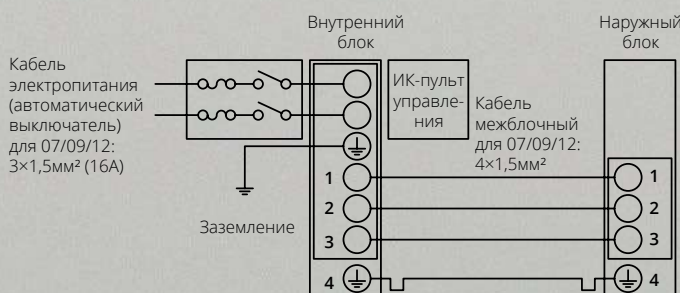 Внутренний
блок
Наружный
блок
Кабель
электропитания
(автоматический
выключатель)
для 07/09/12:
3×1,5мм² (16А)
ИК-пульт
управле-
ния
Кабель
межблочный
для 07/09/12:
4×1,5мм²
Заземление
1
2
3
4
1
2
3
4